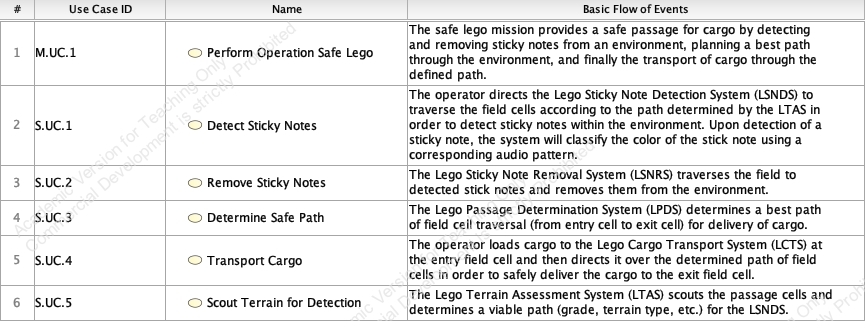 # Use Case ID Name Basic Flow of Events
1 M.UC.1 Perform Operation Safe Lego
The safe lego mission provides a safe passage for cargo by detecting
and removing sticky notes from an environment, planning a best path
through the environment, and finally the transport of cargo through the
defined path.
2 S.UC.1 Detect Sticky Notes
The operator directs the Lego Sticky Note Detection System (LSNDS) to
traverse the field cells according to the path determined by the LTAS in
order to detect sticky notes within the environment. Upon detection of a
sticky note, the system will classify the color of the stick note using a
corresponding audio pattern.
3 S.UC.2 Remove Sticky Notes
The Lego Sticky Note Removal System (LSNRS) traverses the field to
detected stick notes and removes them from the environment.
4 S.UC.3 Determine Safe Path
The Lego Passage Determination System (LPDS) determines a best path
of field cell traversal (from entry cell to exit cell) for delivery of cargo.
5 S.UC.4 Transport Cargo
The operator loads cargo to the Lego Cargo Transport System (LCTS) at
the entry field cell and then directs it over the determined path of field
cells in order to safely deliver the cargo to the exit field cell.
6 S.UC.5 Scout Terrain for Detection
The Lego Terrain Assessment System (LTAS) scouts the passage cells and
determines a viable path (grade, terrain type, etc.) for the LSNDS.
Academic Version for Teaching Only
Commercial Development is strictly Prohibited